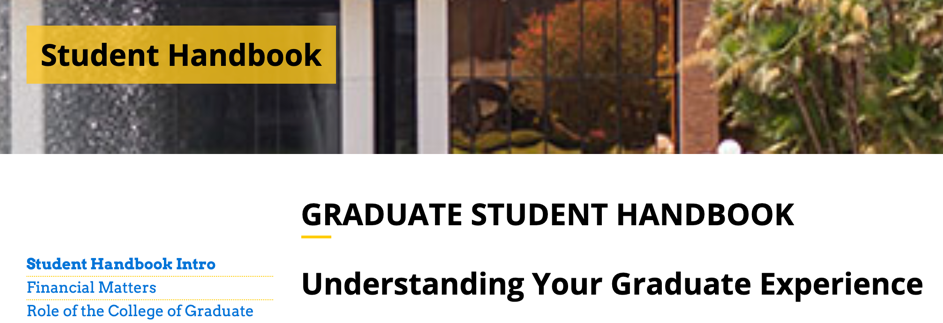 Student Handbook
GRADUATE STUDENT HANDBOOK
Student Handbook Intro
Financial Matters
Role of the College of Graduate
Understanding Your Graduate Experience